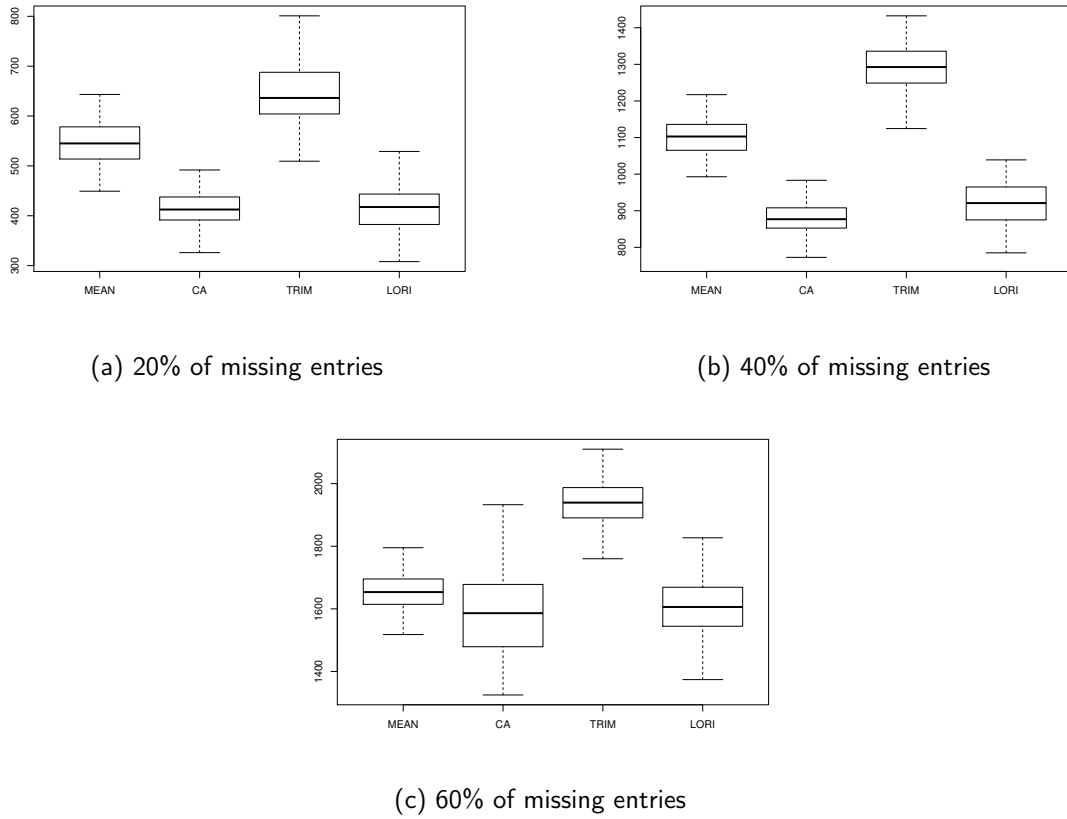 800
700
600
500
400
300
MEAN CA TRIM LORI
(a) 20% of missing entries
1400
1300
1200
1100
1000
900
800
MEAN CA TRIM LORI
(b) 40% of missing entries
2000
1800
1600
1400
MEAN CA TRIM LORI
(c) 60% of missing entries